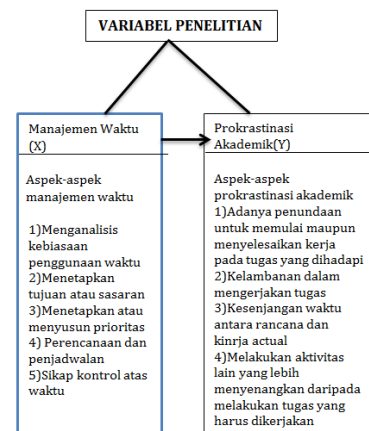 VARIABEL PENELITIAN
Manajemen Waktu
(X)
Aspek-aspek
manajemen waktu
1)Menganalisis
kebiasaan
penggunaan waktu
2)Menetapkan
tujuan atau sasaran
3)Menetapkan atau
menyusun prioritas
4) Perencanaan dan
penjadwalan
5)Sikap kontrol atas
waktu
Prokrastinasi
Akademik(Y)
Aspek-aspek
prokrastinasi akademik
1)Adanya penundaan
untuk memulai maupun
menyelesaikan kerja
pada tugas yang dihadapi
2)Kelambanan dalam
mengerjakan tugas
3)Kesenjangan waktu
antara rancana dan
kinrja actual
4)Melakukan aktivitas
lain yang lebih
menyenangkan daripada
melakukan tugas yang
harus dikerjakan